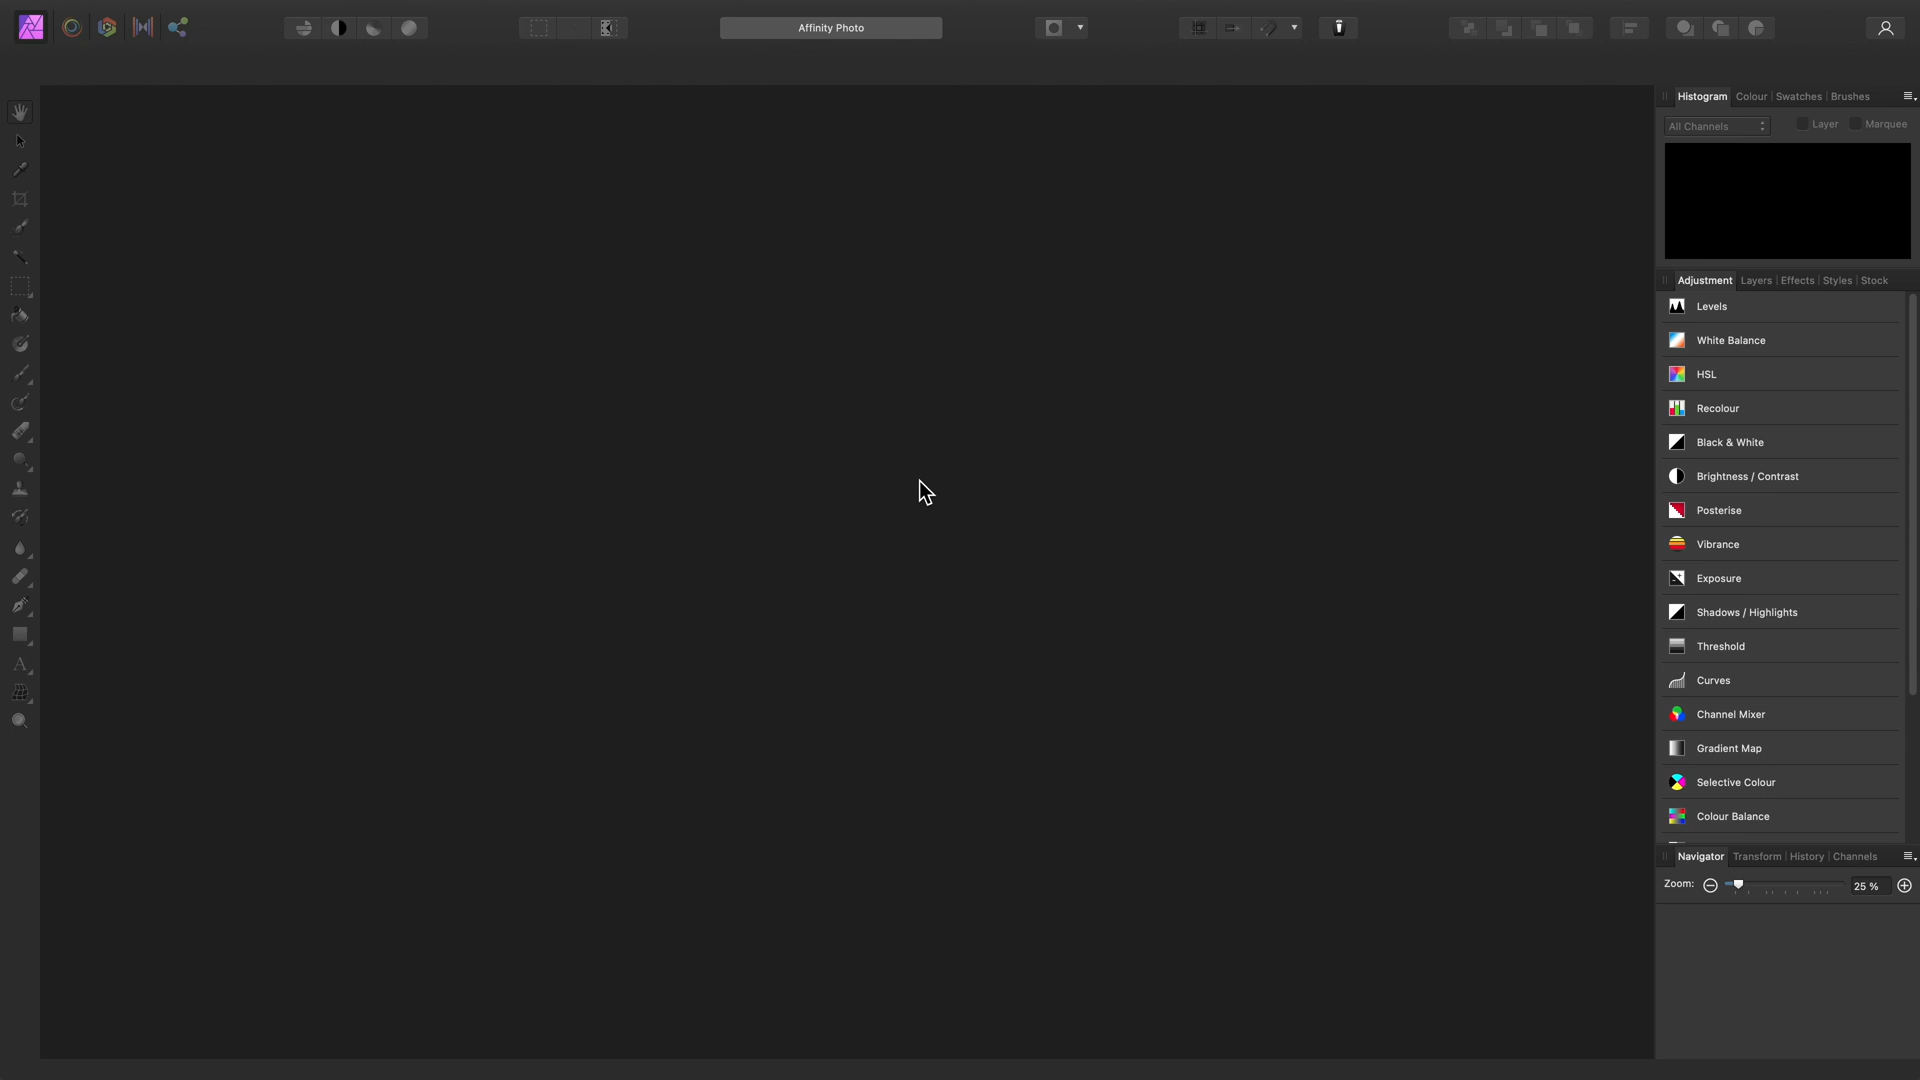 Affinity Photo
Histogram Colour Swatches Brushes
All Channels Layer Marquee
Adjustment Layers Effects Styles Stock
Levels
White Balance
HSL
Recolour
Black & White
Brightness / Contrast
Posterise
Vibrance
Exposure
Shadows / Highlights
Threshold
Curves
Channel Mixer
Gradient Map
Selective Colour
Colour Balance
Navigator Transform History Channels
Zoom: 25 %
A